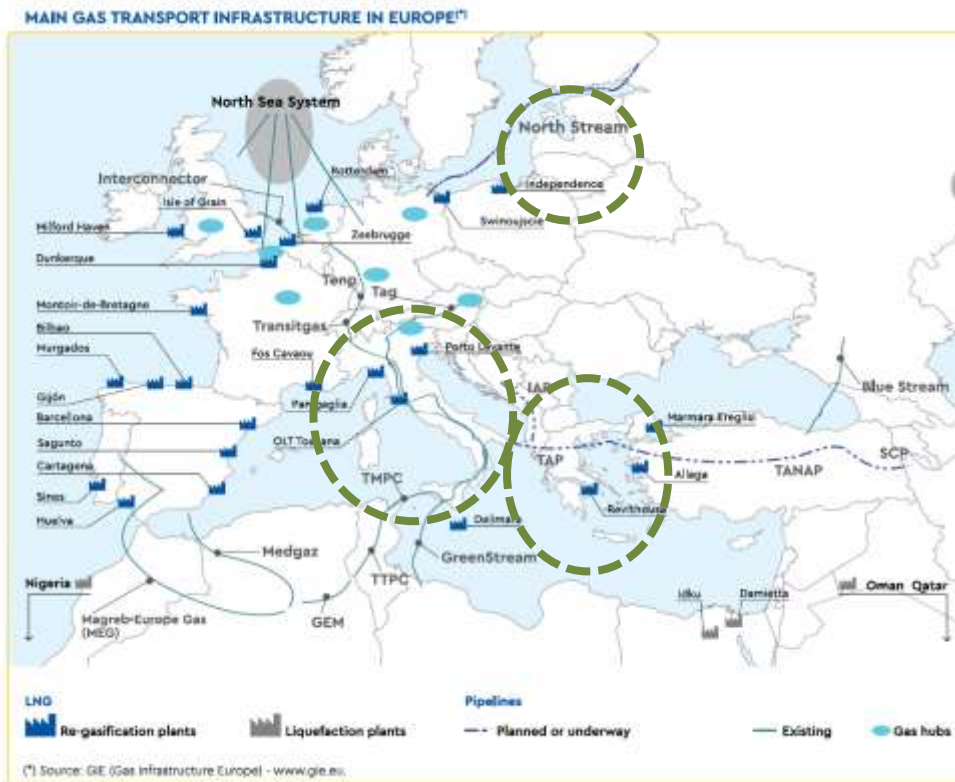 MAIN GAS TRANSPORT INFRASTRUCTURE IN EUROPE(*)
North Sea System
North Stream
Interconnector
Rotterdam
Independence
Isle of Grain
Swinoujscie
Milford Haven
Zeebrugge
Dunkerque
Tenp
Tag
Montoir-de-Bretagne
Transitgas
Bilbao
Fos Cavaou
Porto Levante
Murgados
IAP
Blue Stream
Panigaglia
Gijón
Marmara Ereglisi
Barcellona
OLT Toscana
Sagunto
TAP
SCP
Cartagena
TMPC
Aliaga
TANAP
Sines
Revithoussa
Huelva
Delimara
Medgaz
GreenStream
Nigeria
TTPC
Idku
Damietta
Oman Qatar
Magreb-Europe Gas
(MEG)
GEM
LNG
Pipelines
Re-gasification plants
Liquefaction plants
Planned or underway
Existing
Gas hubs
(*) Source: GIE (Gas Infrastructure Europe) - www.gie.eu.